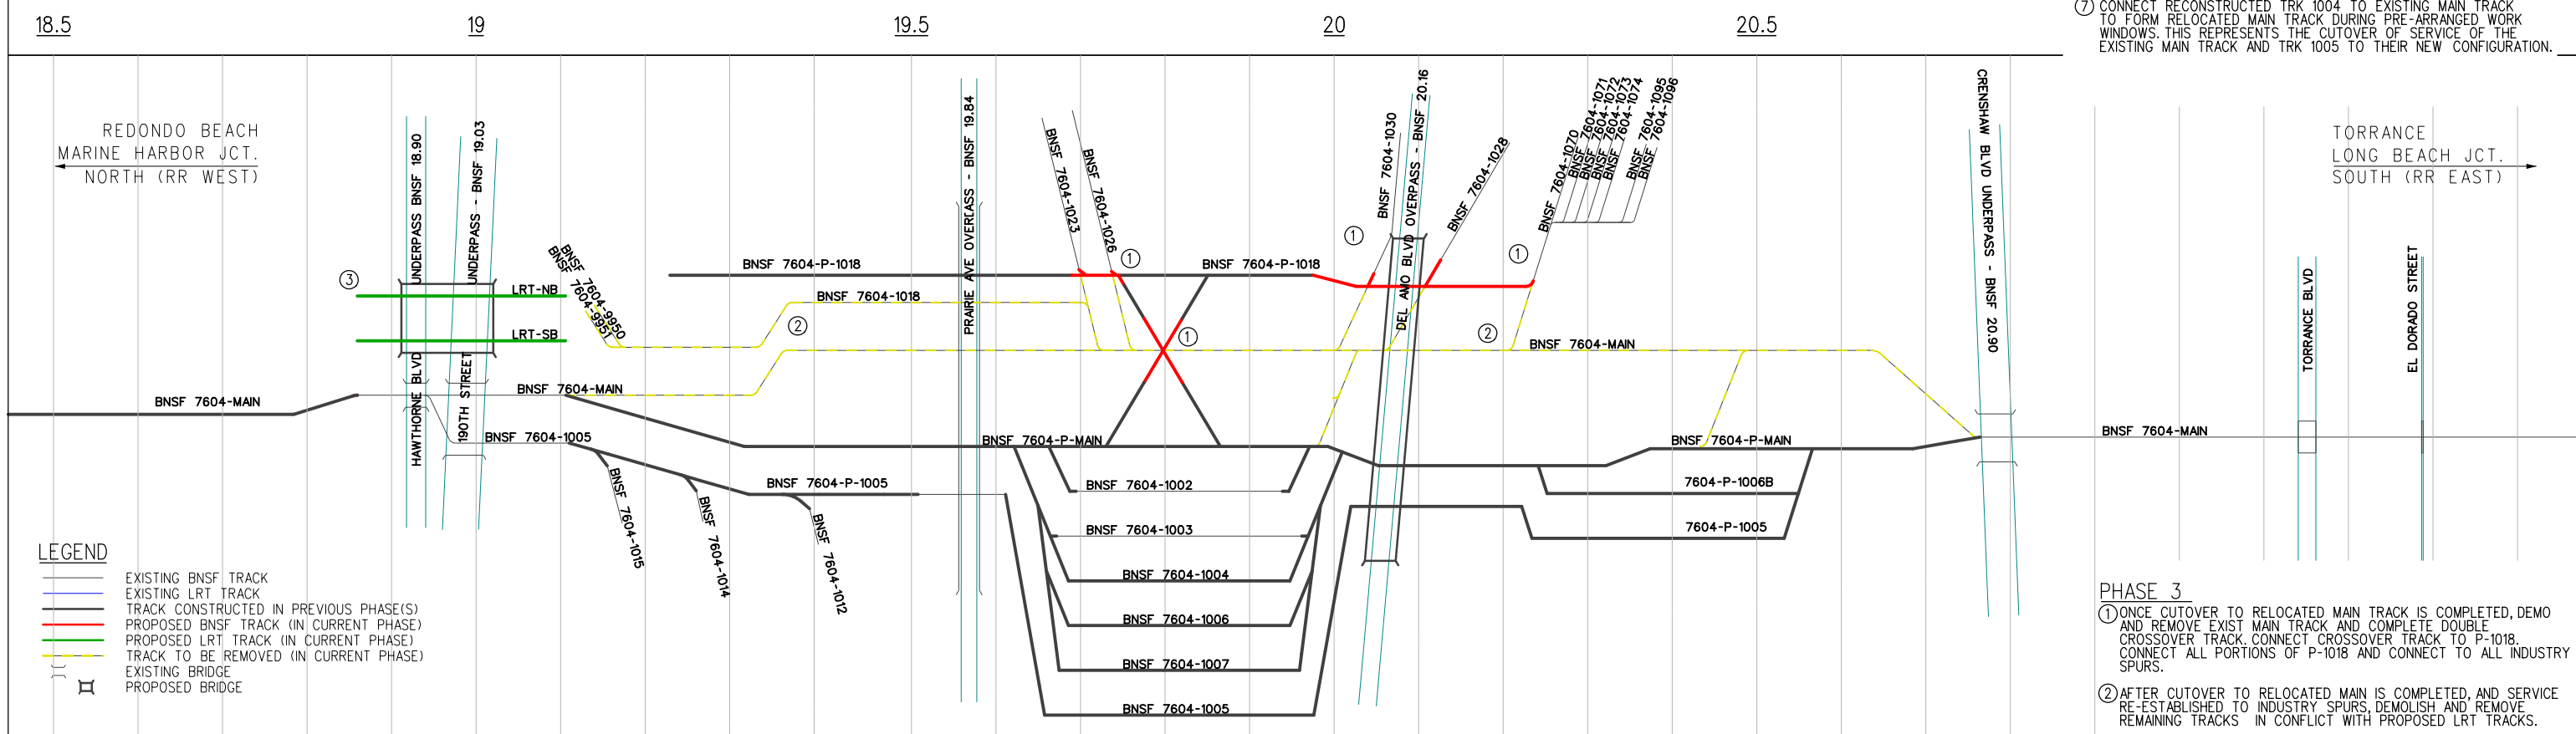 18.5
19
19.5
20
20.5
⑦ CONNECT RECONSTRUCTED TRK 1004 TO EXISTING MAIN TRACK
TO FORM RELOCATED MAIN TRACK DURING PRE-ARRANGED WORK
WINDOWS. THIS REPRESENTS THE CUTOVER OF SERVICE OF THE
EXISTING MAIN TRACK AND TRK 1005 TO THEIR NEW CONFIGURATION.
REDONDO BEACH
MARINE HARBOR JCT.
NORTH (RR WEST)
UNDERPASS BNSF 18.90
HAWTHORNE BLVD
UNDERPASS - BNSF 19.03
190TH STREET
PRAIRIE AVE OVERCASS - BNSF 19.84
BNSF 7604-1023
BNSF 7604-1026
BNSF 7604-1030
DEL AMO BLVD OVERPASS - BNSF 20.16
BNSF 7604-1028
BNSF 7604-1070
BNSF 7604-1071
BNSF 7604-1072
BNSF 7604-1073
BNSF 7604-1074
BNSF 7604-1095
BNSF 7604-1096
CRENSHAW BLVD UNDERPASS - BNSF 20.90
TORRANCE
LONG BEACH JCT.
SOUTH (RR EAST)
TORRANCE BLVD
EL DORADO STREET
③
LRT-NB
LRT-SB
BNSF 7604-9950
BNSF 7604-9951
BNSF 7604-P-1018
①
BNSF 7604-P-1018
①
①
BNSF 7604-1018
②
①
②
BNSF 7604-MAIN
BNSF 7604-MAIN
BNSF 7604-MAIN
BNSF 7604-1005
BNSF 7604-P-MAIN
BNSF 7604-P-MAIN
BNSF 7604-MAIN
BNSF 7604-P-1005
BNSF 7604-1015
BNSF 7604-1014
BNSF 7604-1012
BNSF 7604-1002
BNSF 7604-1003
BNSF 7604-1004
BNSF 7604-1006
BNSF 7604-1007
BNSF 7604-1005
7604-P-1006B
7604-P-1005
LEGEND
EXISTING BNSF TRACK
EXISTING LRT TRACK
TRACK CONSTRUCTED IN PREVIOUS PHASE(S)
PROPOSED BNSF TRACK (IN CURRENT PHASE)
PROPOSED LRT TRACK (IN CURRENT PHASE)
TRACK TO BE REMOVED (IN CURRENT PHASE)
EXISTING BRIDGE
PROPOSED BRIDGE
PHASE 3
① ONCE CUTOVER TO RELOCATED MAIN TRACK IS COMPLETED, DEMO
AND REMOVE EXIST MAIN TRACK AND COMPLETE DOUBLE
CROSSOVER TRACK. CONNECT CROSSOVER TRACK TO P-1018.
CONNECT ALL PORTIONS OF P-1018 AND CONNECT TO ALL INDUSTRY
SPURS.
② AFTER CUTOVER TO RELOCATED MAIN IS COMPLETED, AND SERVICE
RE-ESTABLISHED TO INDUSTRY SPURS, DEMOLISH AND REMOVE
REMAINING TRACKS IN CONFLICT WITH PROPOSED LRT TRACKS.